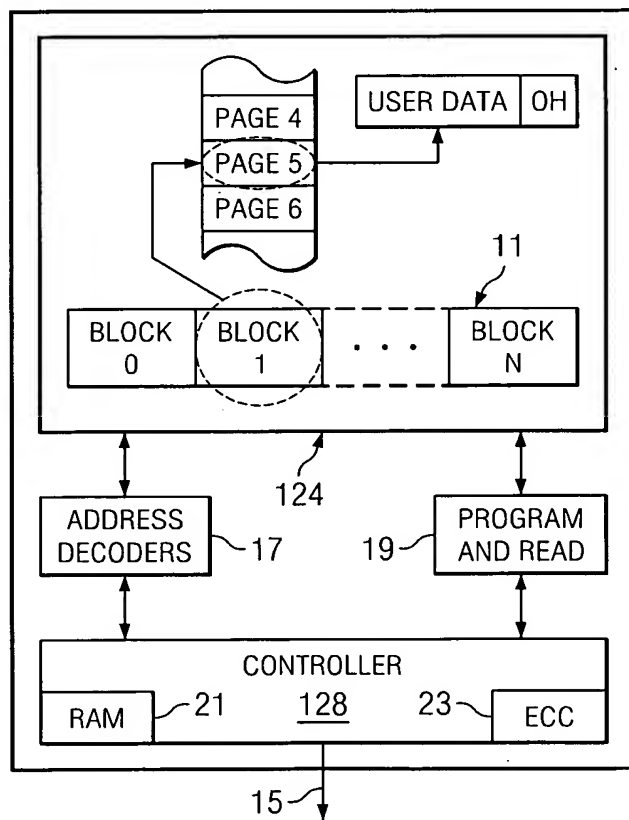 PAGE 4
USER DATA OH
PAGE 5
PAGE 6
11
BLOCK 0
BLOCK 1
. . .
BLOCK N
124
ADDRESS DECODERS
17
19
PROGRAM AND READ
CONTROLLER
RAM
21
128
23
ECC
15